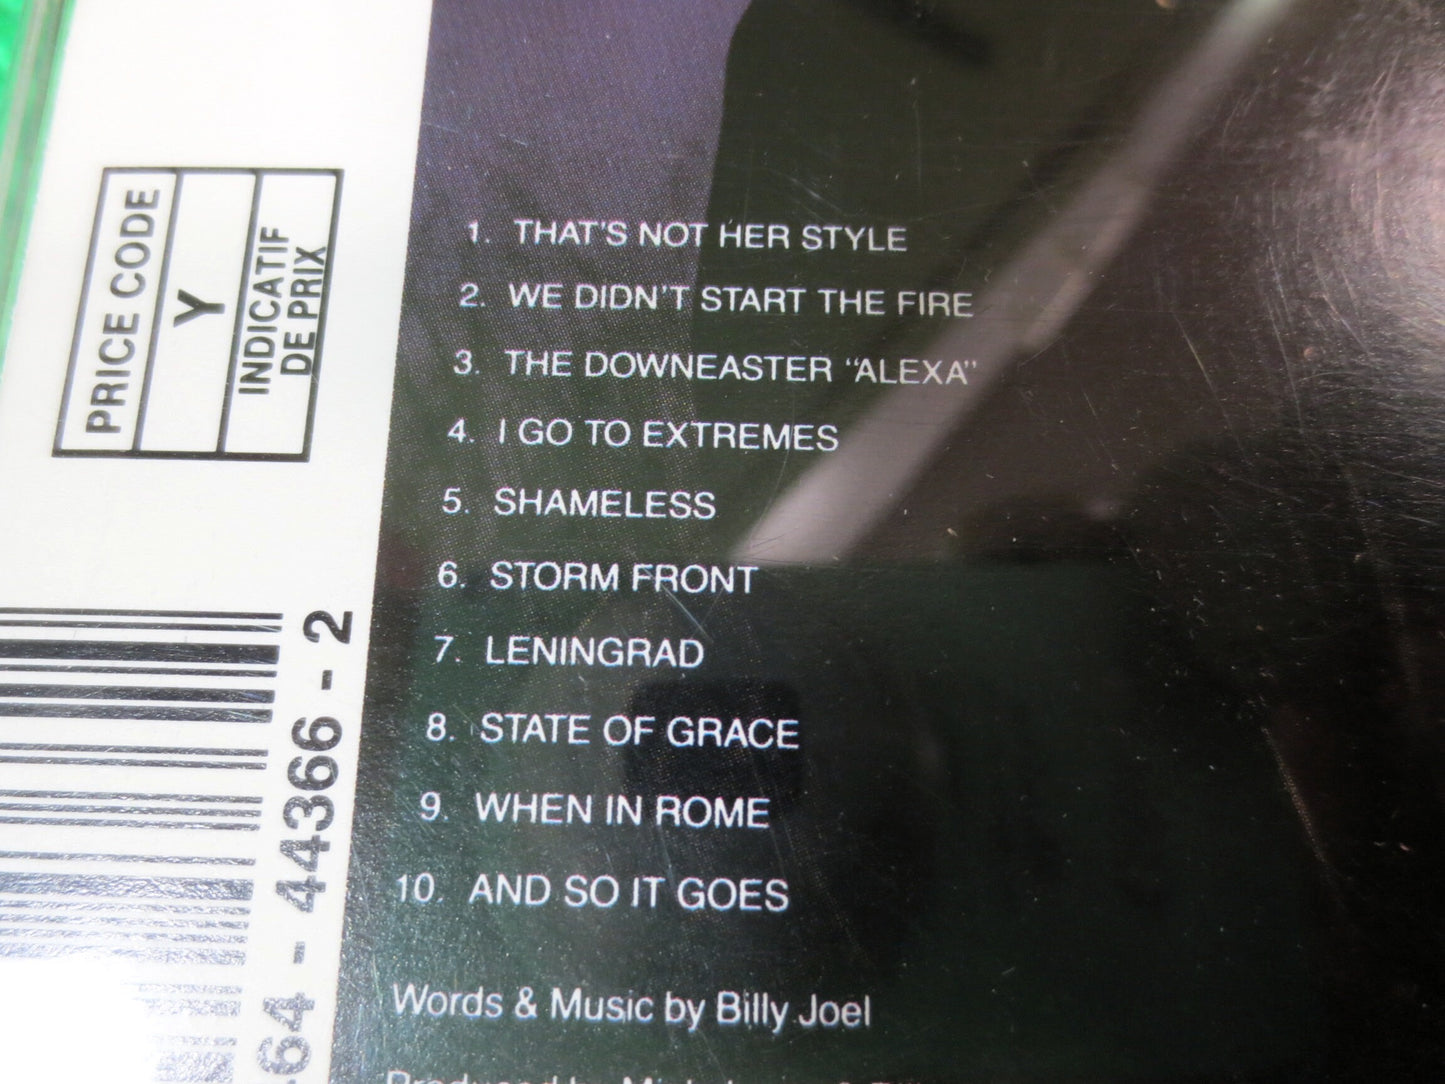 PRICE CODE
Y
INDICATIF
DE PRIX
1. THAT'S NOT HER STYLE
2. WE DIDN'T START THE FIRE
3. THE DOWNEASTER "ALEXA"
4. I GO TO EXTREMES
5. SHAMELESS
6. STORM FRONT
7. LENINGRAD
8. STATE OF GRACE
9. WHEN IN ROME
10. AND SO IT GOES
Words & Music by Billy Joel
Produced by
64 - 44366 - 2